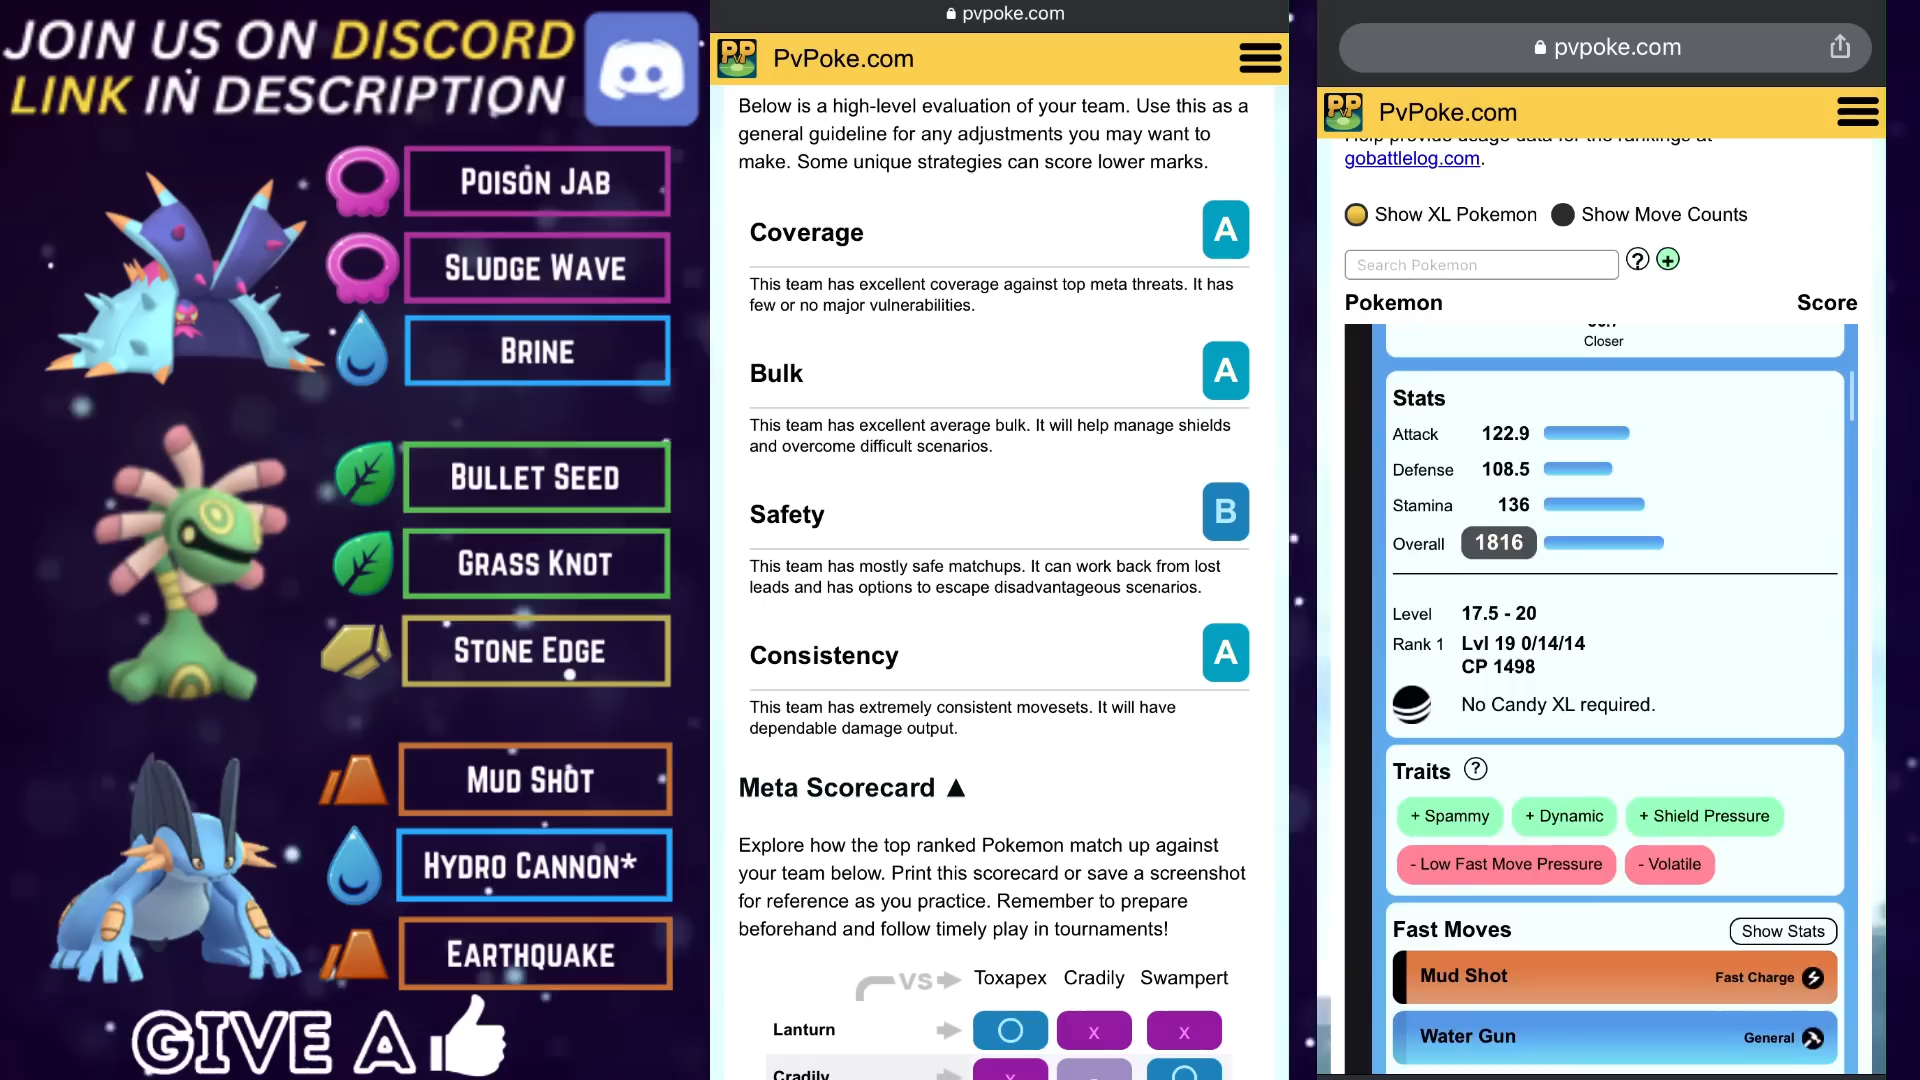 JOIN US ON DISCORD
LINK IN DESCRIPTION
POISON JAB
SLUDGE WAVE
BRINE
BULLET SEED
GRASS KNOT
STONE EDGE
MUD SHOT
HYDRO CANNON*
EARTHQUAKE
GIVE A
pvpoke.com
PvPoke.com
Below is a high-level evaluation of your team. Use this as a
general guideline for any adjustments you may want to
make. Some unique strategies can score lower marks.
Coverage A
This team has excellent coverage against top meta threats. It has
few or no major vulnerabilities.
Bulk A
This team has excellent average bulk. It will help manage shields
and overcome difficult scenarios.
Safety B
This team has mostly safe matchups. It can work back from lost
leads and has options to escape disadvantageous scenarios.
Consistency A
This team has extremely consistent movesets. It will have
dependable damage output.
Meta Scorecard ▲
Explore how the top ranked Pokemon match up against
your team below. Print this scorecard or save a screenshot
for reference as you practice. Remember to prepare
beforehand and follow timely play in tournaments!
VS Toxapex Cradily Swampert
Lanturn x x
Cradily x
pvpoke.com
PvPoke.com
Help provide usage data for the rankings at
gobattlelog.com.
Show XL Pokemon Show Move Counts
Search Pokemon ? +
Pokemon Score
Closer
Stats
Attack 122.9
Defense 108.5
Stamina 136
Overall 1816
Level 17.5 - 20
Rank 1 Lvl 19 0/14/14
CP 1498
No Candy XL required.
Traits ?
+ Spammy + Dynamic + Shield Pressure
- Low Fast Move Pressure - Volatile
Fast Moves Show Stats
Mud Shot Fast Charge
Water Gun General